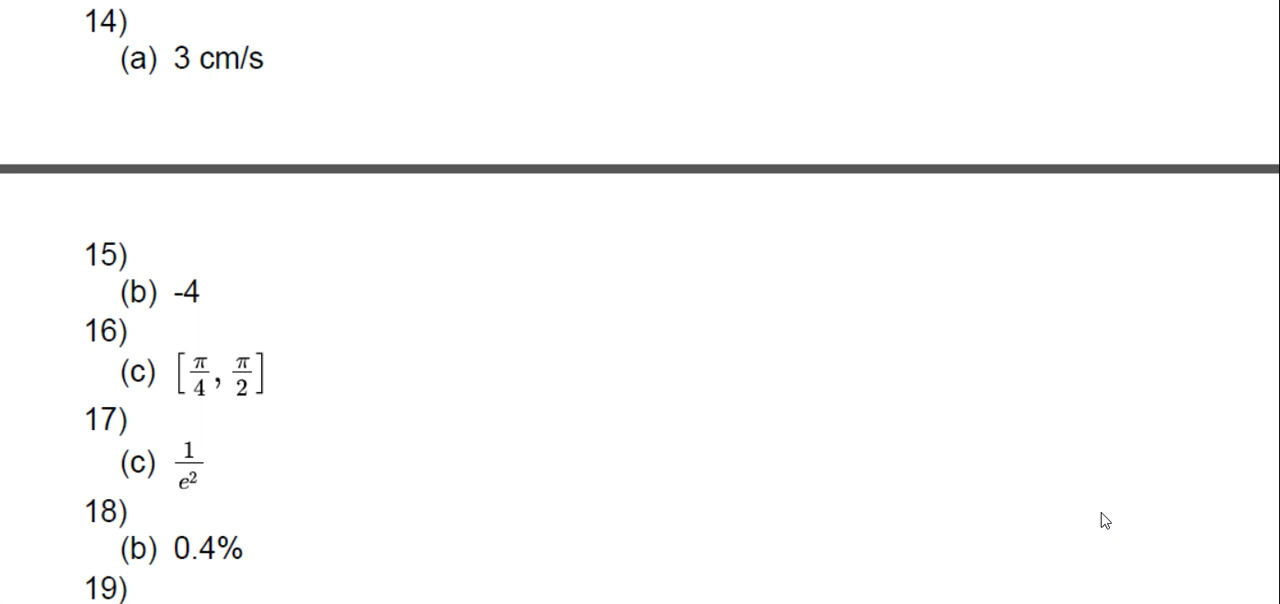 14)
(a) 3 cm/s
15)
(b) -4
16)
(c) [π/4, π/2]
17)
(c) 1/e²
18)
(b) 0.4%
19)